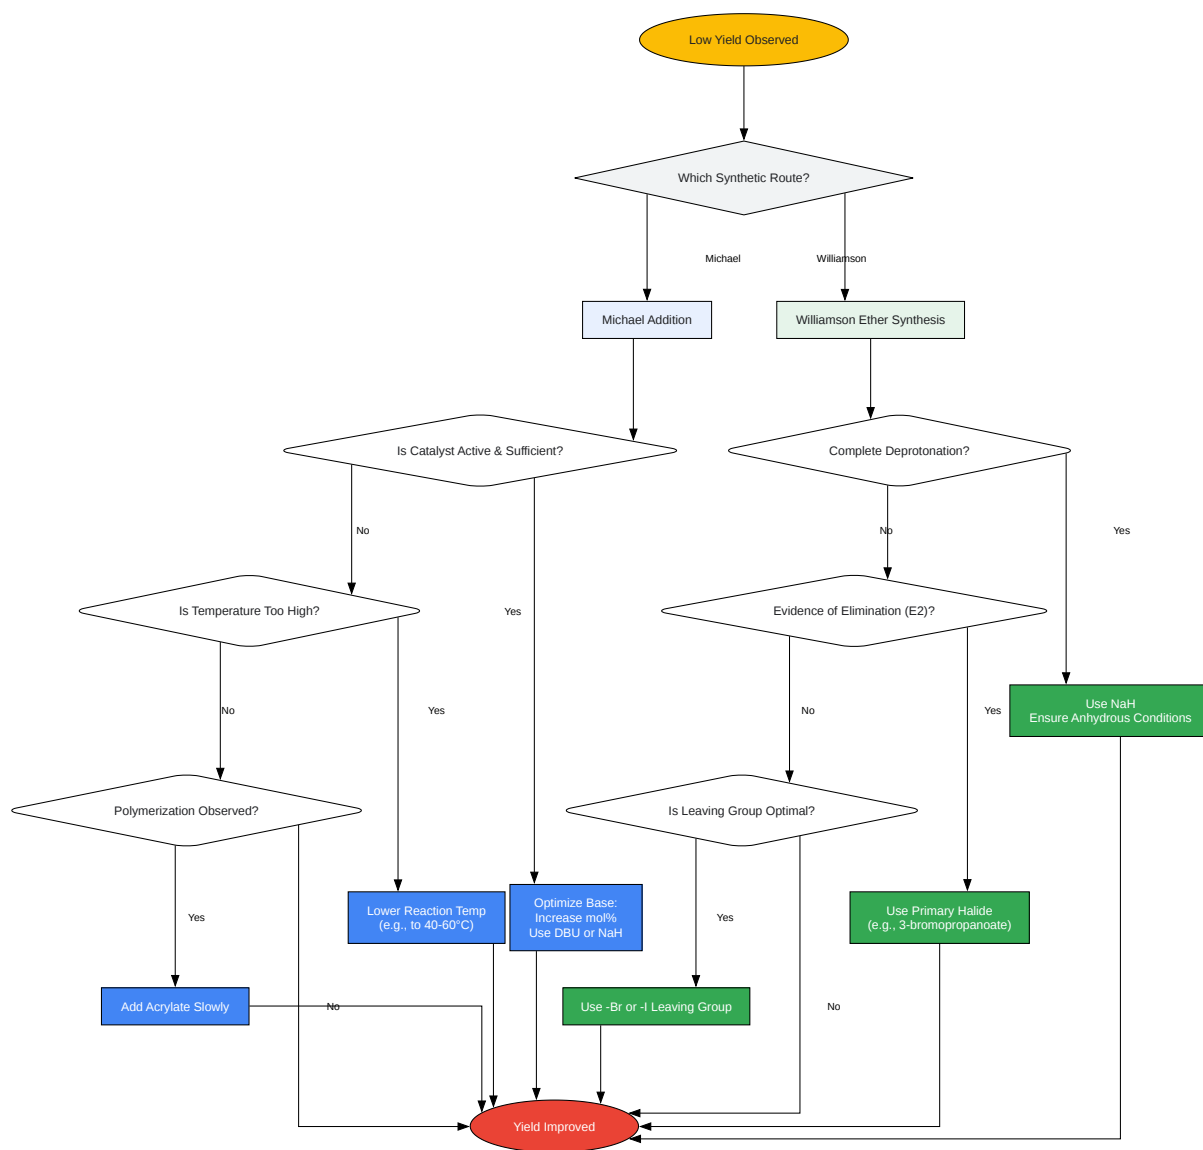 Low Yield Observed
Which Synthetic Route?
Michael
Williamson
Michael Addition
Williamson Ether Synthesis
Is Catalyst Active & Sufficient?
Complete Deprotonation?
No
No
Yes
Is Temperature Too High?
Yes
Evidence of Elimination (E2)?
No
Yes
No
Yes
Use NaH
Ensure Anhydrous Conditions
Polymerization Observed?
Is Leaving Group Optimal?
Yes
Lower Reaction Temp
(e.g., to 40-60°C)
Optimize Base:
Increase mol%
Use DBU or NaH
Yes
Use Primary Halide
(e.g., 3-bromopropanoate)
Add Acrylate Slowly
No
Use -Br or -I Leaving Group
No
Yield Improved